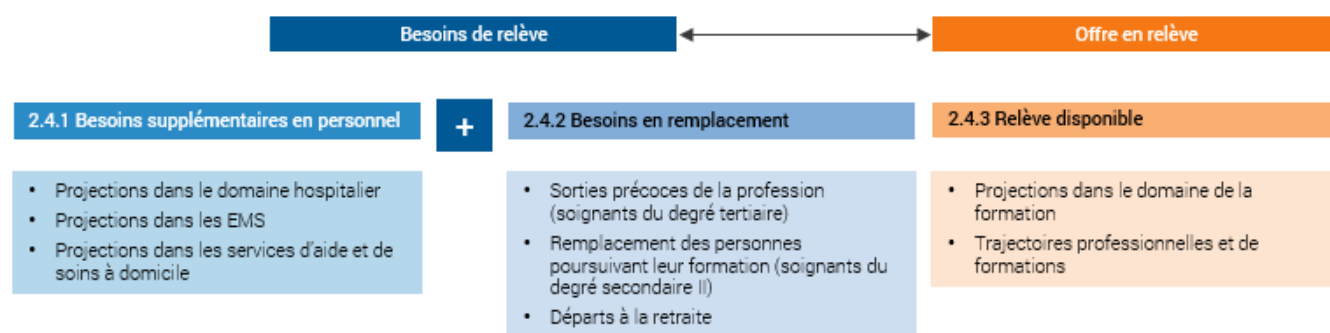 Besoins de relève
Offre en relève
2.4.1 Besoins supplémentaires en personnel
+
2.4.2 Besoins en remplacement
2.4.3 Relève disponible
• Projections dans le domaine hospitalier
• Projections dans les EMS
• Projections dans les services d'aide et de
soins à domicile
• Sorties précoces de la profession
(soignants du degré tertiaire)
• Remplacement des personnes
poursuivant leur formation (soignants du
degré secondaire II)
• Départs à la retraite
• Projections dans le domaine de la
formation
• Trajectoires professionnelles et de
formations